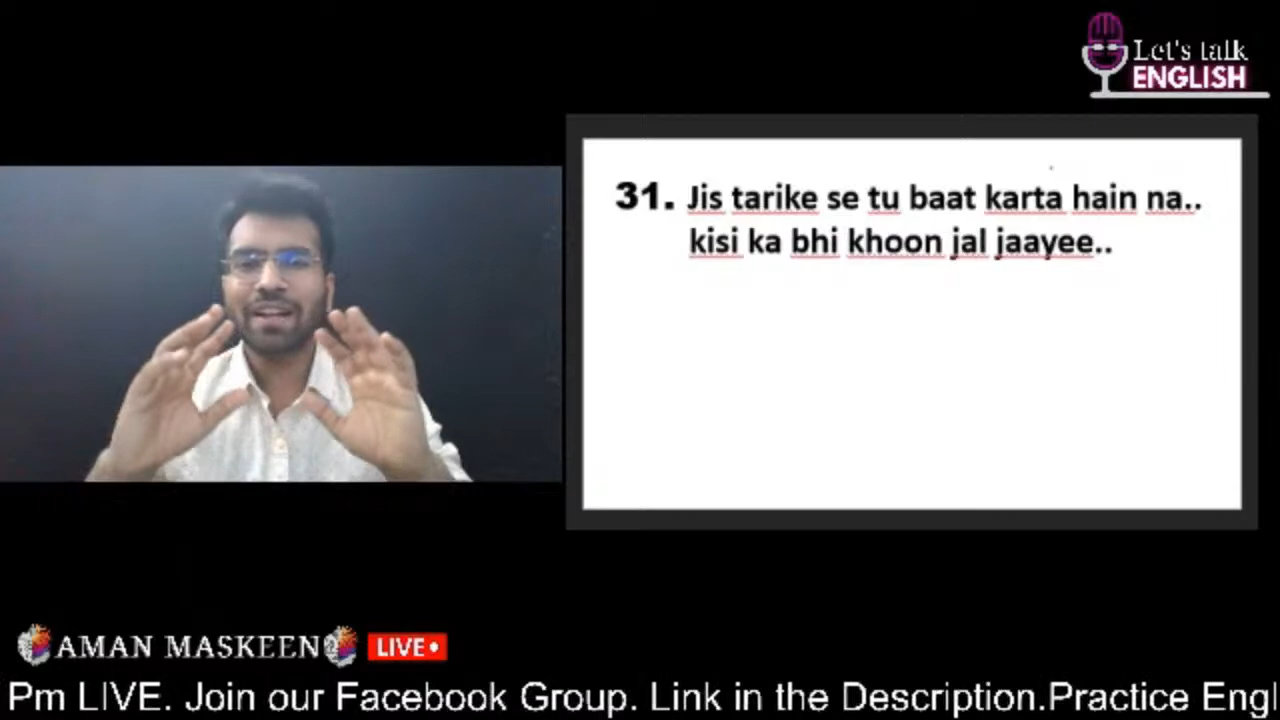 Let's talk
ENGLISH
31. Jis tarike se tu baat karta hain na..
kisi ka bhi khoon jal jaayee..
AMAN MASKEEN
LIVE
Pm LIVE. Join our Facebook Group. Link in the Description.Practice Engl